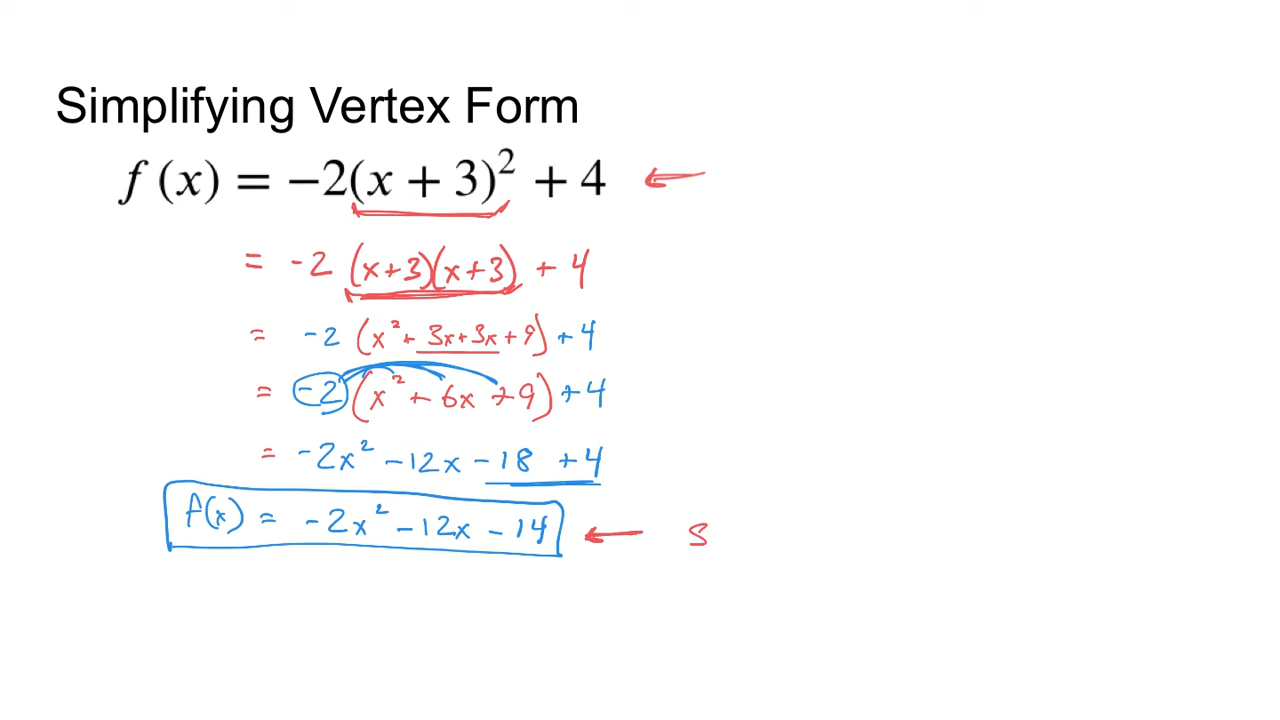 Simplifying Vertex Form
f(x) = −2(x + 3)² + 4
= -2 (x+3)(x+3) + 4
= -2 (x² + 3x+3x +9) +4
= -2 (x² + 6x +9) +4
= -2x² -12x -18 +4
f(x) = -2x² -12x -14 ← S